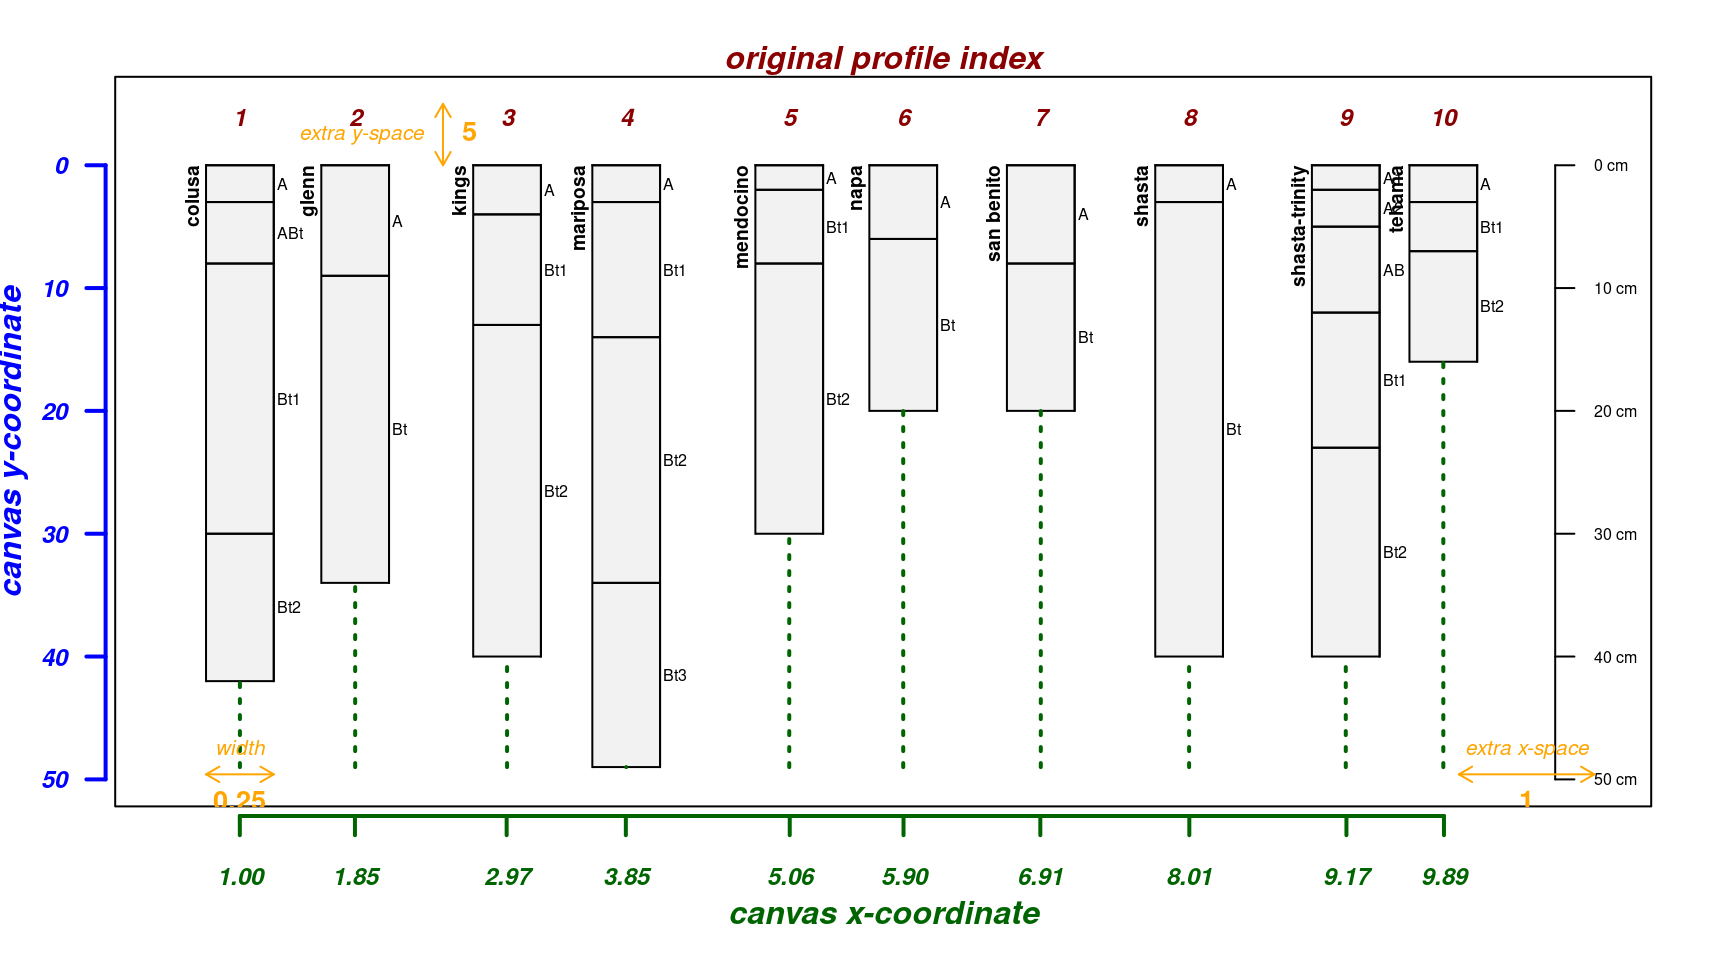 original profile index
1 2 3 4 5 6 7 8 9 10
extra y-space 5
canvas y-coordinate
0
10
20
30
40
50
colusa
A
ABt
Bt1
Bt2
glenn
A
Bt
kings
A
Bt1
Bt2
mariposa
A
Bt1
Bt2
Bt3
mendocino
A
Bt1
Bt2
napa
A
Bt
san benito
A
Bt
shasta
A
Bt
shasta-trinity
AB
Bt1
Bt2
tehama
A
Bt1
Bt2
0 cm
10 cm
20 cm
30 cm
40 cm
50 cm
width
0.25
extra x-space
1
1.00 1.85 2.97 3.85 5.06 5.90 6.91 8.01 9.17 9.89
canvas x-coordinate